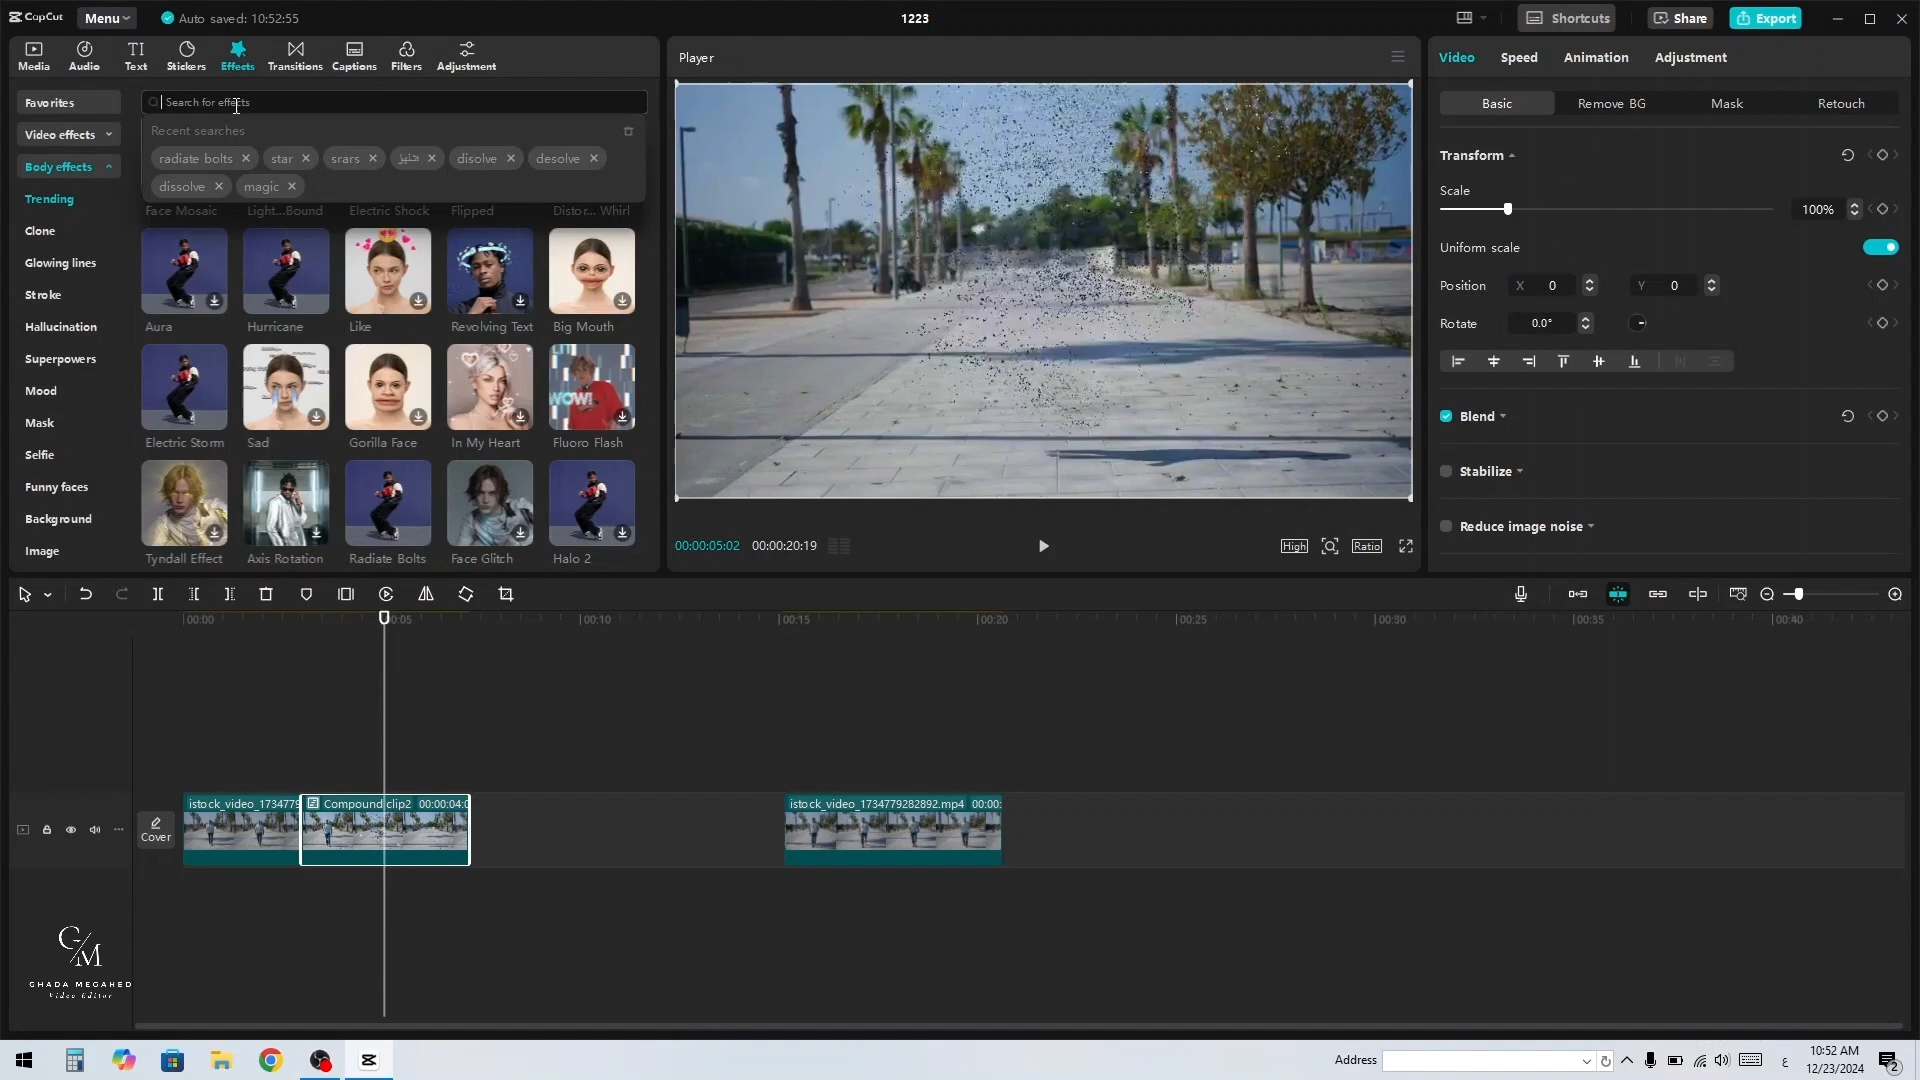 CapCut
Menu
Auto saved: 10:52:55
1223
Shortcuts
Share
Export
Media
Audio
Text
Stickers
Effects
Transitions
Captions
Filters
Adjustment
Player
Video
Speed
Animation
Adjustment
Favorites
Video effects
Body effects
Trending
Clone
Glowing lines
Stroke
Hallucination
Superpowers
Mood
Mask
Selfie
Funny faces
Background
Image
Search for effects
Recent searches
radiate bolts
star
srars
disolve
desolve
dissolve
magic
Face Mosaic
Light...Bound
Electric Shock
Flipped
Distor... Whirl
Aura
Hurricane
Like
Revolving Text
Big Mouth
Electric Storm
Sad
Gorilla Face
In My Heart
Fluoro Flash
Tyndall Effect
Axis Rotation
Radiate Bolts
Face Glitch
Halo 2
WOW!
00:00:05:02
00:00:20:19
High
Ratio
Basic
Remove BG
Mask
Retouch
Transform
Scale
100%
Uniform scale
Position
X
0
Y
0
Rotate
0.0°
Blend
Stabilize
Reduce image noise
00:00
00:05
00:10
00:15
00:20
00:25
00:30
00:35
00:40
Cover
istock_video_1734779
Compound clip2
00:00:04:0
istock_video_1734779282892.mp4
00:00:
G/M
GHADA MEGAHED
Video Editor
Address
ع
10:52 AM
12/23/2024
2